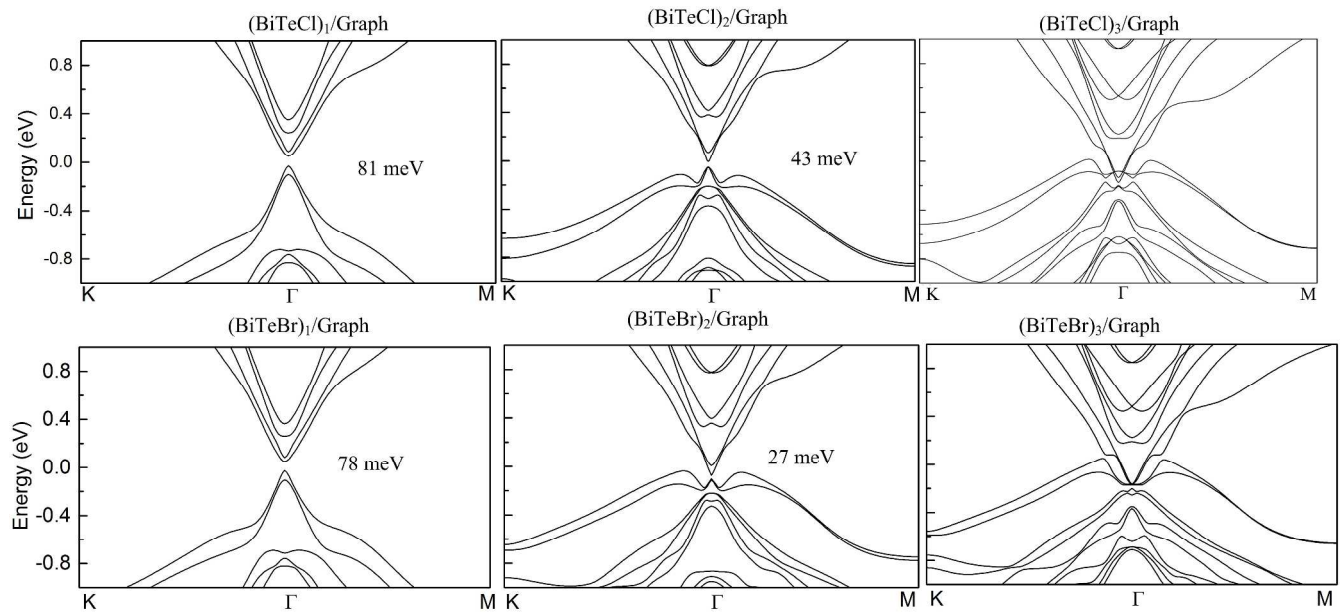 (BiTeCl)₁/Graph
(BiTeCl)₂/Graph
(BiTeCl)₃/Graph
Energy (eV)
0.8
0.4
0.0
-0.4
-0.8
81 meV
43 meV
K Γ M
K Γ M
K Γ M
(BiTeBr)₁/Graph
(BiTeBr)₂/Graph
(BiTeBr)₃/Graph
Energy (eV)
0.8
0.4
0.0
-0.4
-0.8
78 meV
27 meV
K Γ M
K Γ M
K Γ M